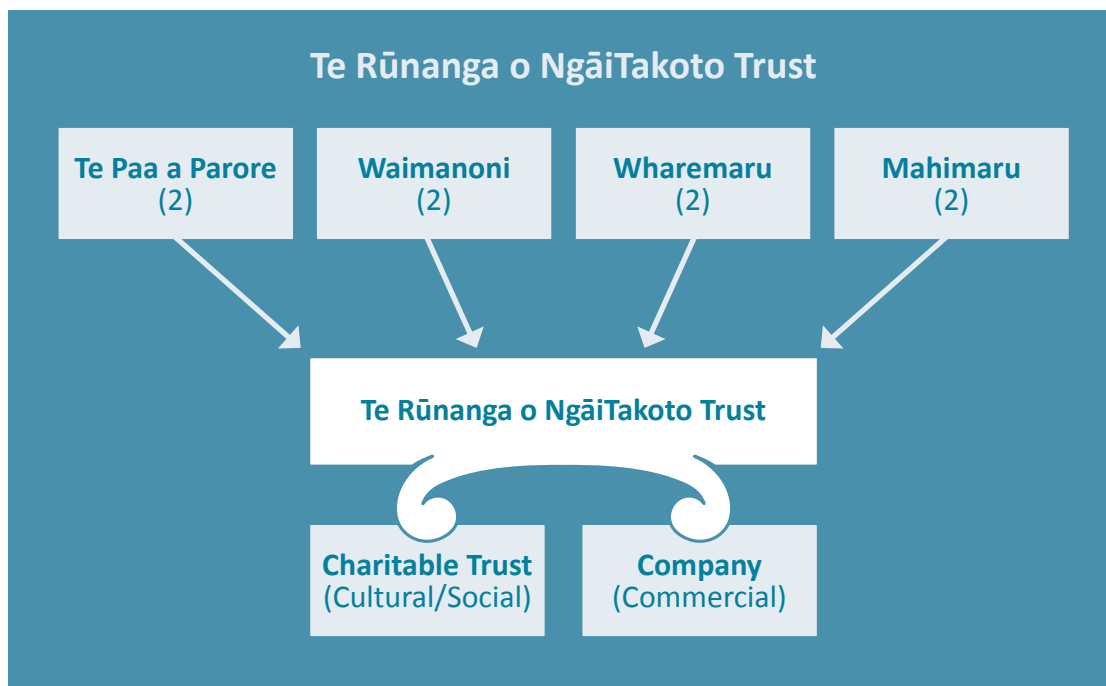 Te Rūnanga o NgāiTakoto Trust
Te Paa a Parore
(2)
Waimanoni
(2)
Wharemaru
(2)
Mahimaru
(2)
Te Rūnanga o NgāiTakoto Trust
Charitable Trust
(Cultural/Social)
Company
(Commercial)